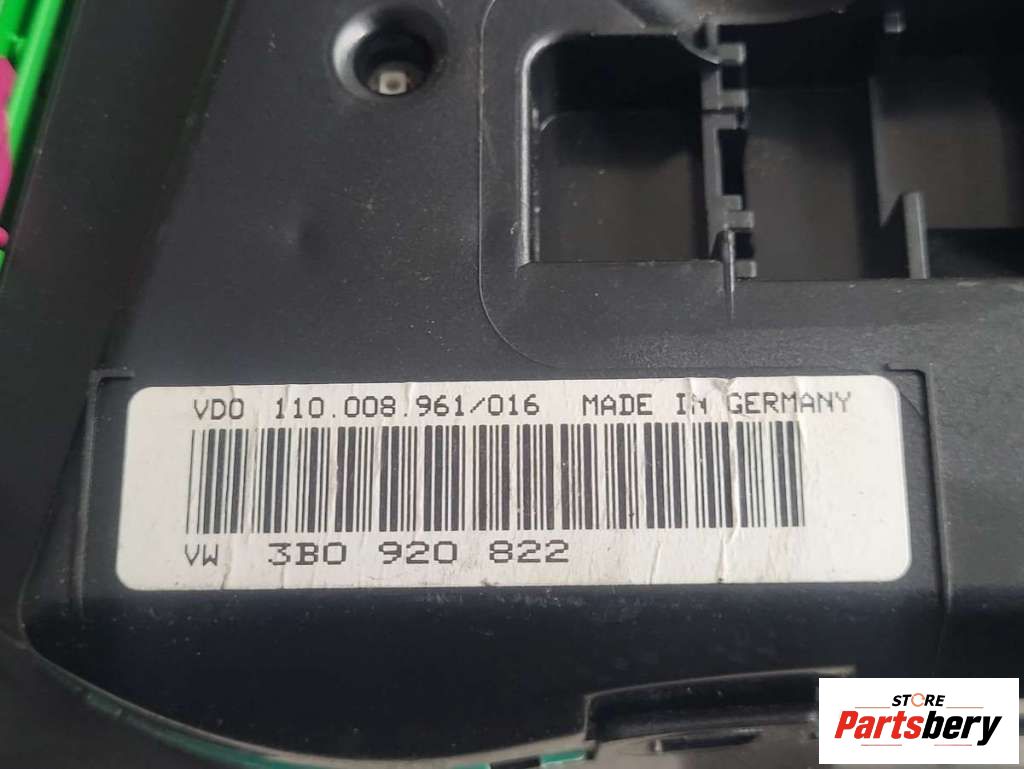 VDO 110.008.961/016 MADE IN GERMANY
VW 3B0 920 822
STORE
Partsbery